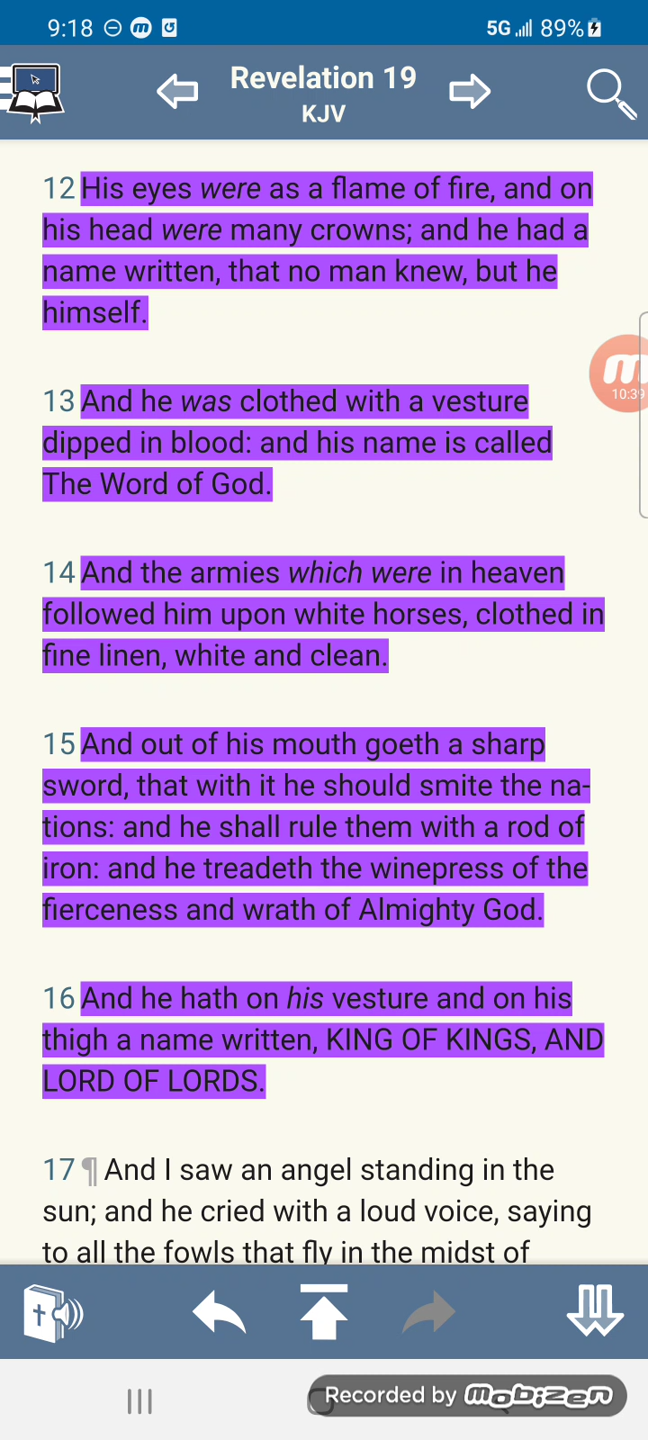 9:18
5G 89%
Revelation 19
KJV
12 His eyes were as a flame of fire, and on
his head were many crowns; and he had a
name written, that no man knew, but he
himself.
10:39
13 And he was clothed with a vesture
dipped in blood: and his name is called
The Word of God.
14 And the armies which were in heaven
followed him upon white horses, clothed in
fine linen, white and clean.
15 And out of his mouth goeth a sharp
sword, that with it he should smite the na-
tions: and he shall rule them with a rod of
iron: and he treadeth the winepress of the
fierceness and wrath of Almighty God.
16 And he hath on his vesture and on his
thigh a name written, KING OF KINGS, AND
LORD OF LORDS.
17 ¶ And I saw an angel standing in the
sun; and he cried with a loud voice, saying
to all the fowls that fly in the midst of
Recorded by mobizen